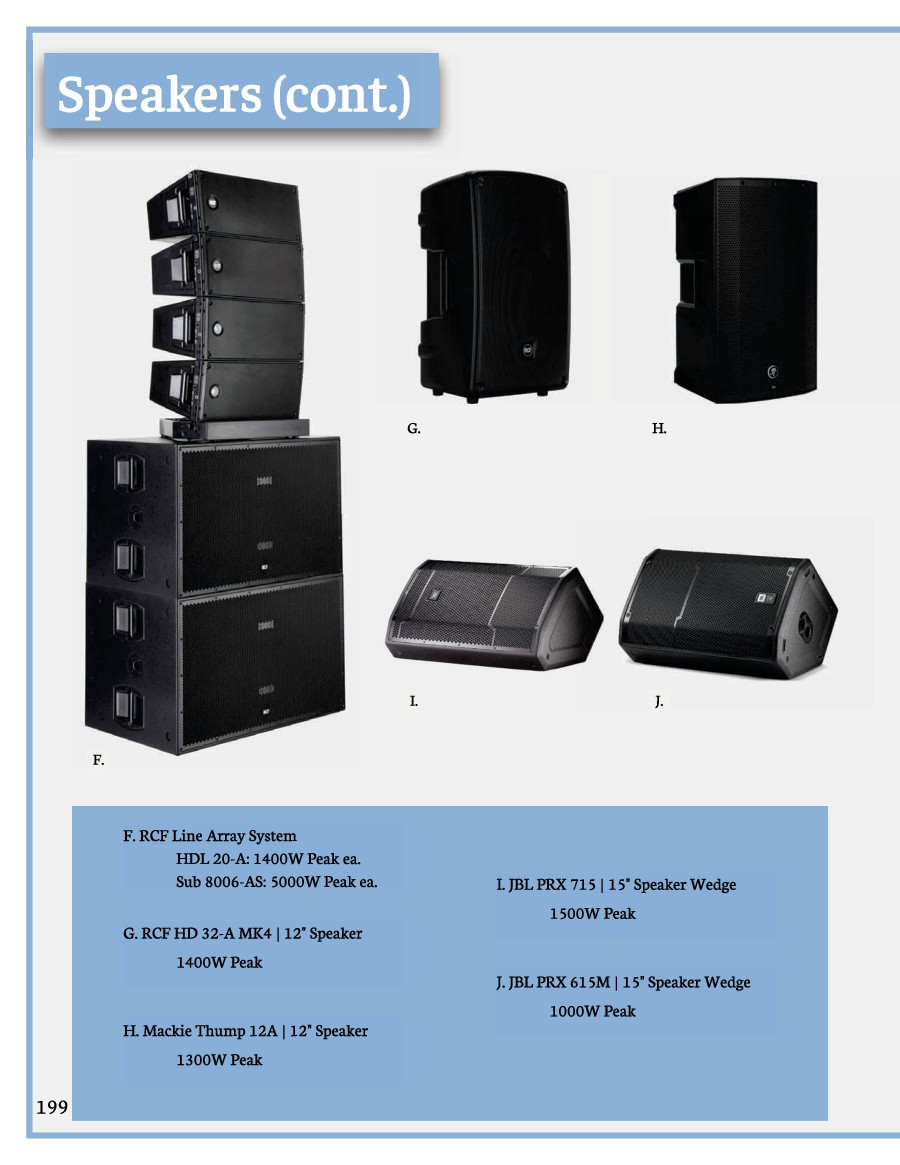 Speakers (cont.)
G.
H.
I.
J.
F.
F. RCF Line Array System
HDL 20-A: 1400W Peak ea.
Sub 8006-AS: 5000W Peak ea.
G. RCF HD 32-A MK4 | 12" Speaker
1400W Peak
H. Mackie Thump 12A | 12" Speaker
1300W Peak
I. JBL PRX 715 | 15" Speaker Wedge
1500W Peak
J. JBL PRX 615M | 15" Speaker Wedge
1000W Peak
199